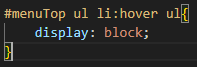 #menuTop ul li:hover ul{
    display: block;
}